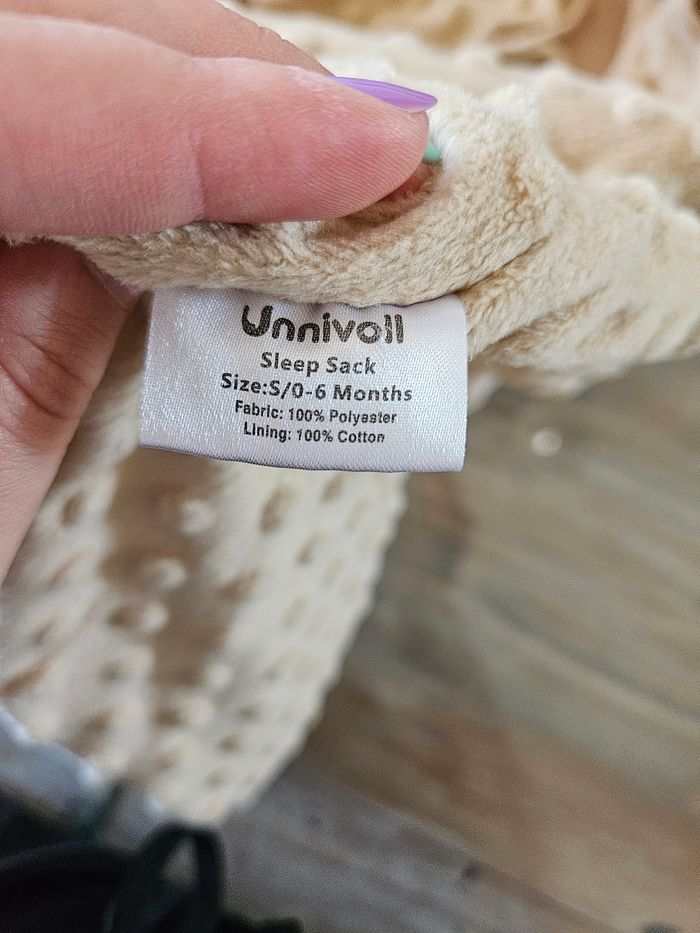 Unnivoll
Sleep Sack
Size:S/0-6 Months
Fabric: 100% Polyaster
Lining: 100% Cotton